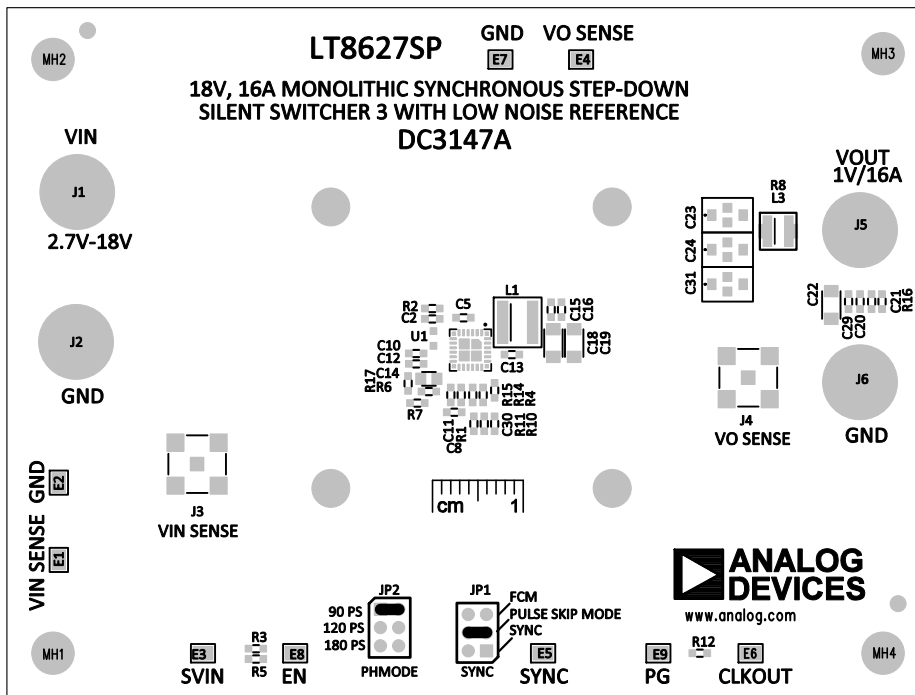 LT8627SP
GND
VO SENSE
E7
E4
MH2
MH3
18V, 16A MONOLITHIC SYNCHRONOUS STEP-DOWN
SILENT SWITCHER 3 WITH LOW NOISE REFERENCE
DC3147A
VIN
J1
2.7V-18V
VOUT
1V/16A
J5
R8
L3
C23
C24
C31
J2
GND
L1
R2
C2
C5
C15
C16
U1
C10
C12
C14
R17
R6
R7
C13
C18
C19
C22
C29
C20
C21
R16
R15
R14
R4
C11
R1
C8
C30
R11
R10
J4
VO SENSE
J6
GND
GND
E2
J3
VIN SENSE
VIN SENSE
E1
cm 1
ANALOG
DEVICES
www.analog.com
JP2
90 PS
120 PS
180 PS
PHMODE
JP1
FCM
PULSE SKIP MODE
SYNC
SYNC
MH1
E3
SVIN
R3
R5
E8
EN
E5
SYNC
E9
PG
R12
E6
CLKOUT
MH4